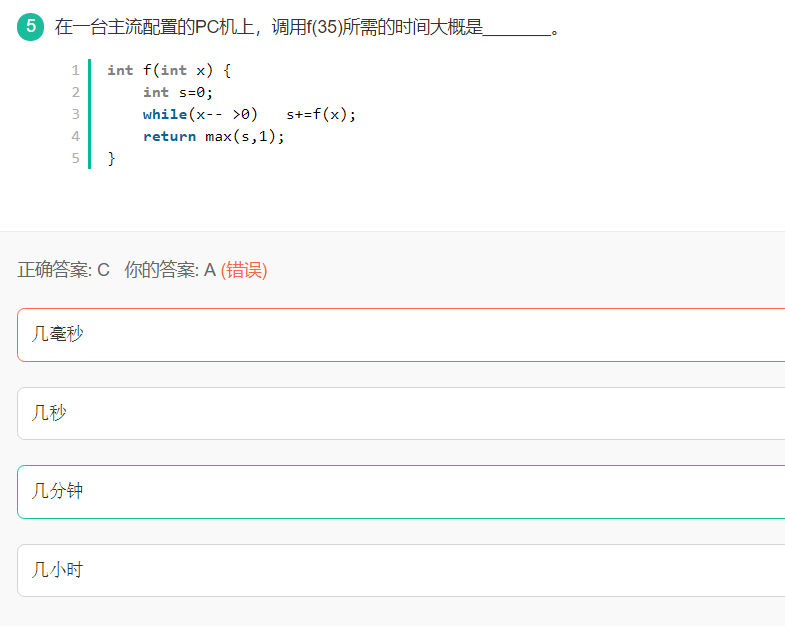 5 在一台主流配置的PC机上，调用f(35)所需的时间大概是________。
1 int f(int x) {
2     int s=0;
3     while(x-- >0)   s+=f(x);
4     return max(s,1);
5 }
正确答案: C   你的答案: A (错误)
几毫秒
几秒
几分钟
几小时